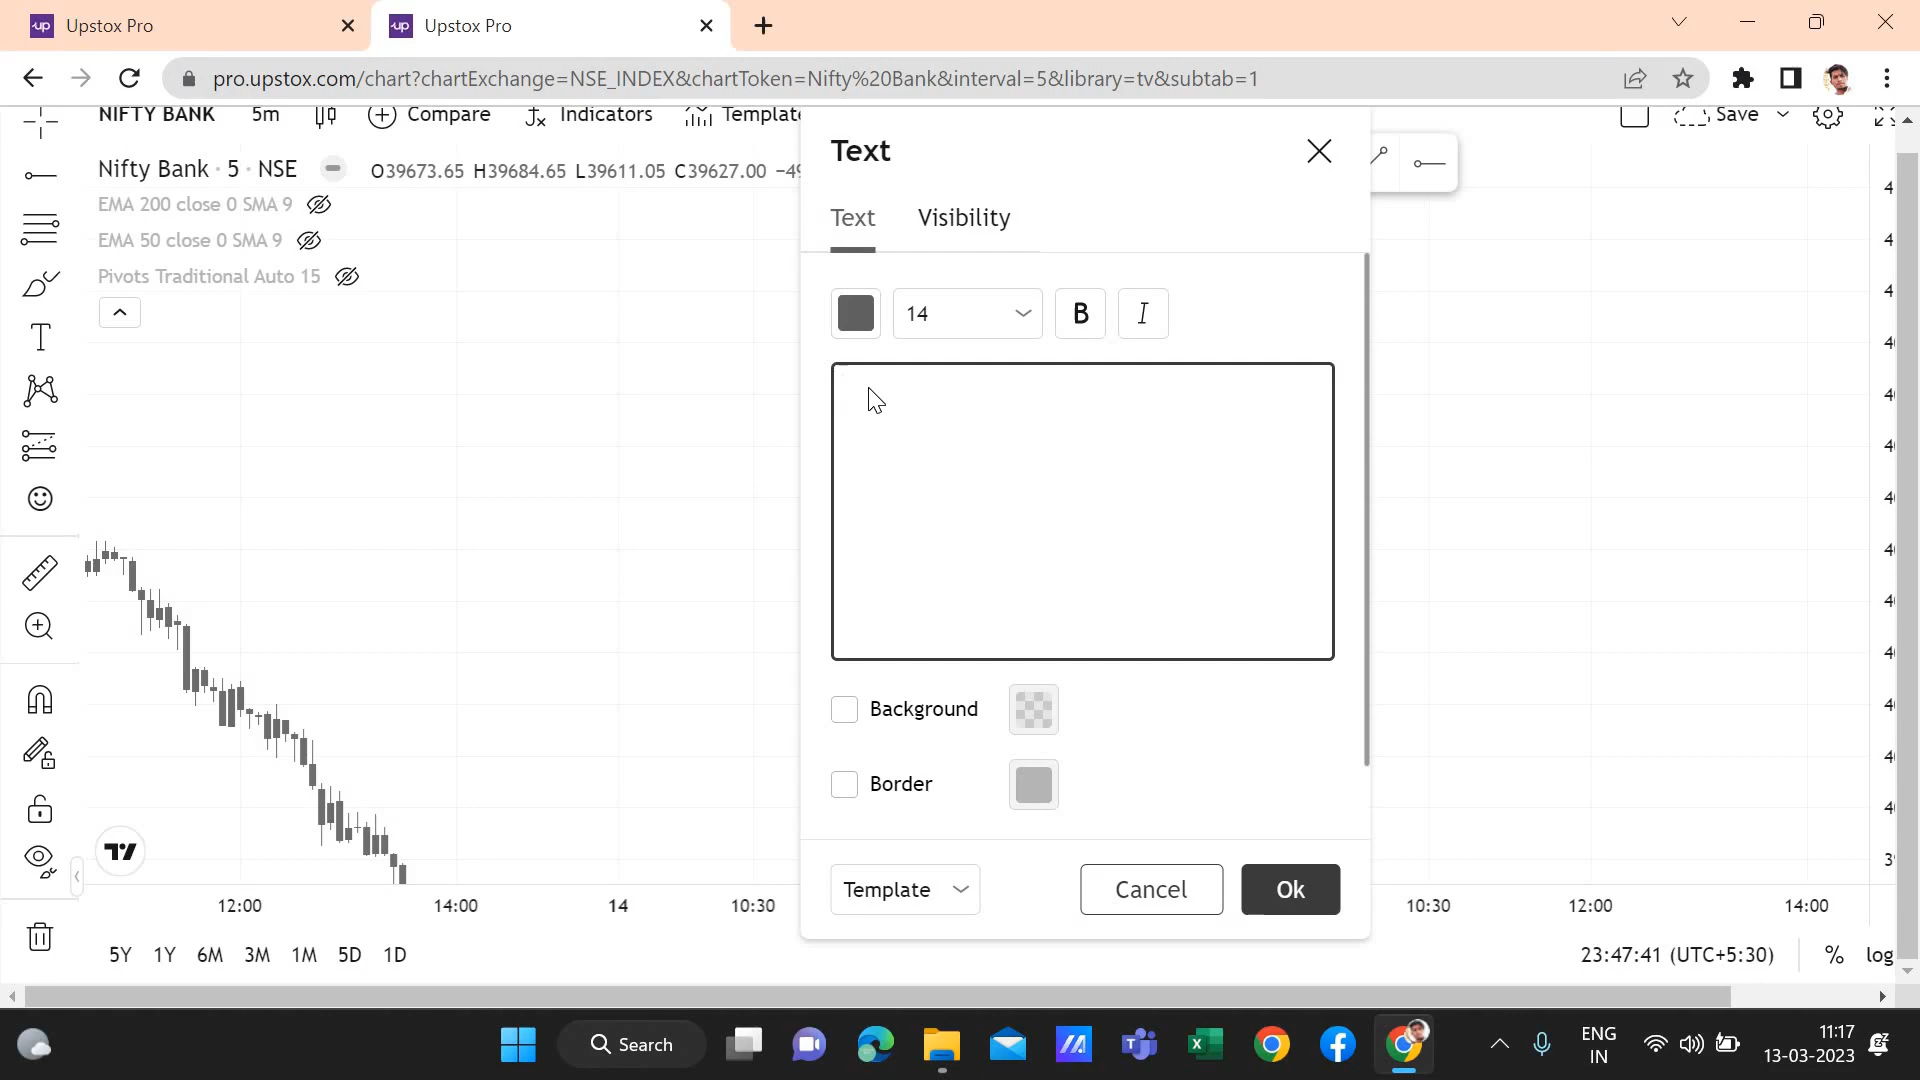 Upstox Pro
Upstox Pro
pro.upstox.com/chart?chartExchange=NSE_INDEX&chartToken=Nifty%20Bank&interval=5&library=tv&subtab=1
NIFTY BANK 5m Compare Indicators Template Save
Nifty Bank · 5 · NSE O39673.65 H39684.65 L39611.05 C39627.00
EMA 200 close 0 SMA 9
EMA 50 close 0 SMA 9
Pivots Traditional Auto 15
Text
Text Visibility
14 B I
Background
Border
Template Cancel Ok
12:00 14:00 14 10:30 10:30 12:00 14:00
5Y 1Y 6M 3M 1M 5D 1D 23:47:41 (UTC+5:30) % log
Search
ENG
IN
11:17
13-03-2023